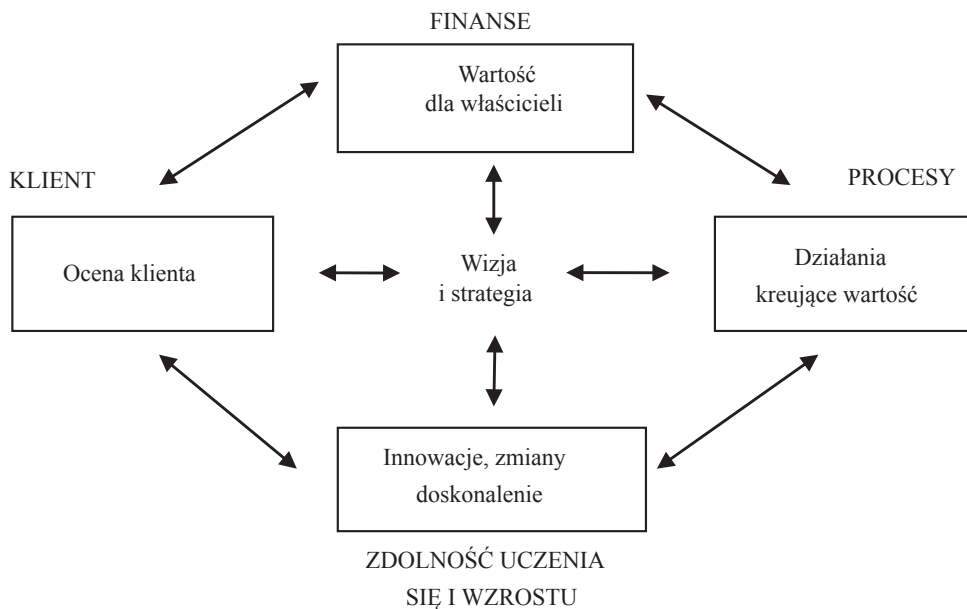 FINANSE
Wartość
dla właścicieli
KLIENT
PROCESY
Ocena klienta
Wizja
i strategia
Działania
kreujące wartość
Innowacje, zmiany
doskonalenie
ZDOLNOŚĆ UCZENIA
SIĘ I WZROSTU